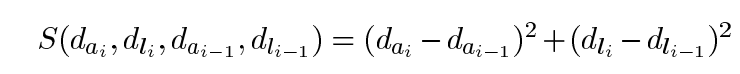 S(d_{a_i}, d_{l_i}, d_{a_{i-1}}, d_{l_{i-1}}) = (d_{a_i} - d_{a_{i-1}})^2 + (d_{l_i} - d_{l_{i-1}})^2